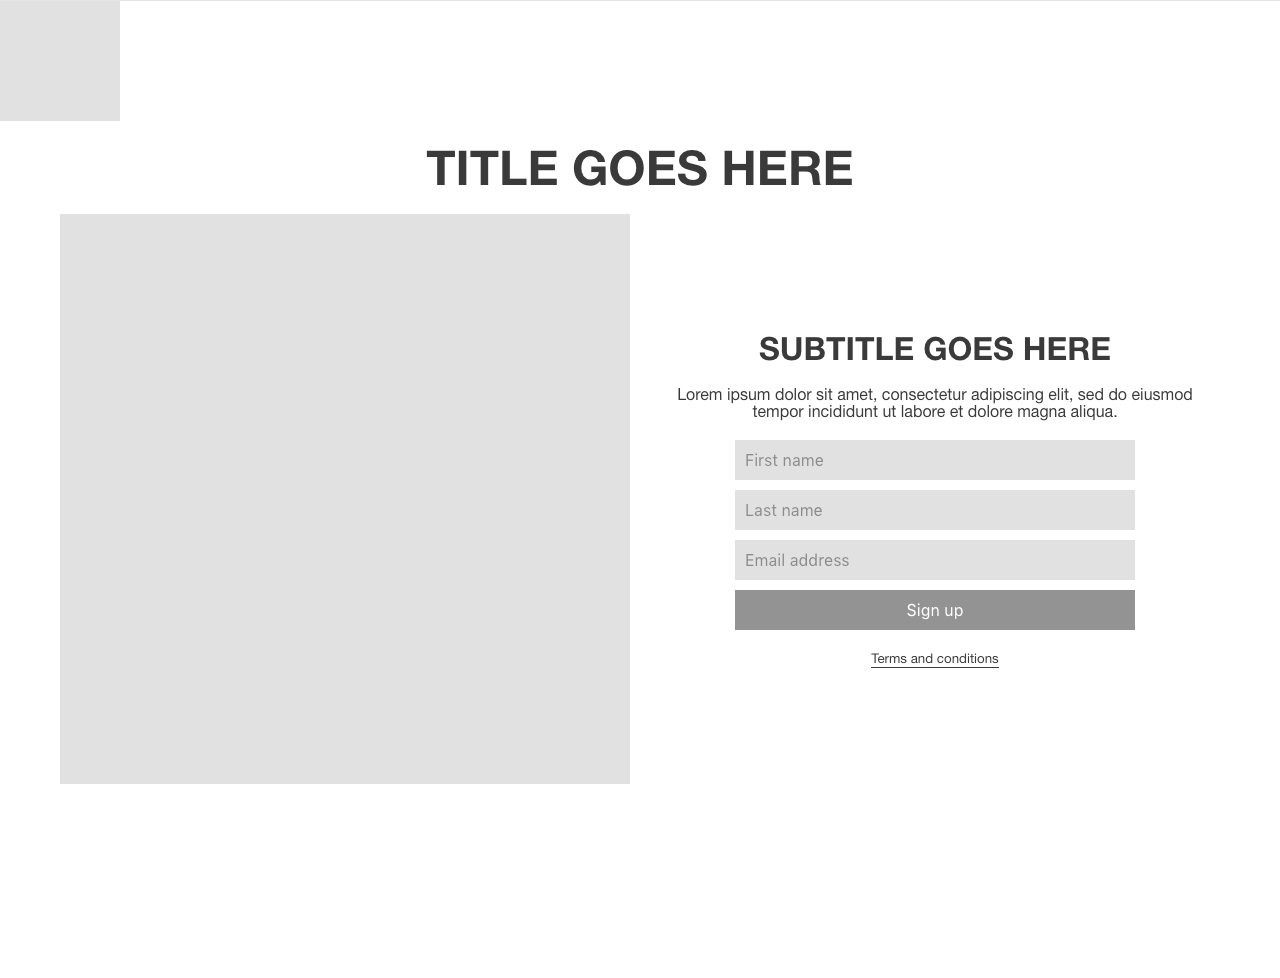 TITLE GOES HERE
SUBTITLE GOES HERE
Lorem ipsum dolor sit amet, consectetur adipiscing elit, sed do eiusmod
tempor incididunt ut labore et dolore magna aliqua.
First name
Last name
Email address
Sign up
Terms and conditions